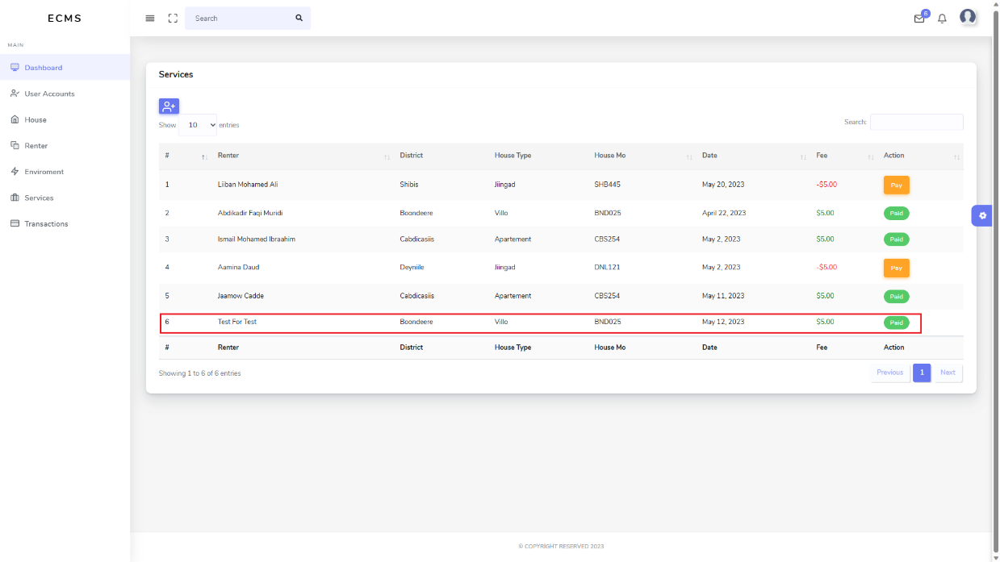 ECMS
Search
6
MAIN
Dashboard
User Accounts
House
Renter
Enviroment
Services
Transactions
Services
Show 10 entries
Search:
# Renter District House Type House Mo Date Fee Action
1 Liiban Mohamed Ali Shibis Jiingad SHB445 May 20, 2023 -$5.00 Pay
2 Abdikadir Faqi Muridi Boondeere Villo BND025 April 22, 2023 $5.00 Paid
3 Ismail Mohamed Ibraahim Cabdicasiis Apartement CBS254 May 2, 2023 $5.00 Paid
4 Aamina Daud Deyniile Jiingad DNL121 May 2, 2023 -$5.00 Pay
5 Jaamow Cadde Cabdicasiis Apartement CBS254 May 11, 2023 $5.00 Paid
6 Test For Test Boondeere Villo BND025 May 12, 2023 $5.00 Paid
# Renter District House Type House Mo Date Fee Action
Showing 1 to 6 of 6 entries
Previous 1 Next
© COPYRIGHT RESERVED 2023